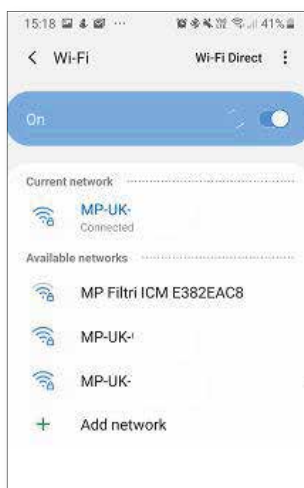 15:18 41%
Wi-Fi Wi-Fi Direct
On
Current network
MP-UK-
Connected
Available networks
MP Filtri ICM E382EAC8
MP-UK-
MP-UK-
+ Add network